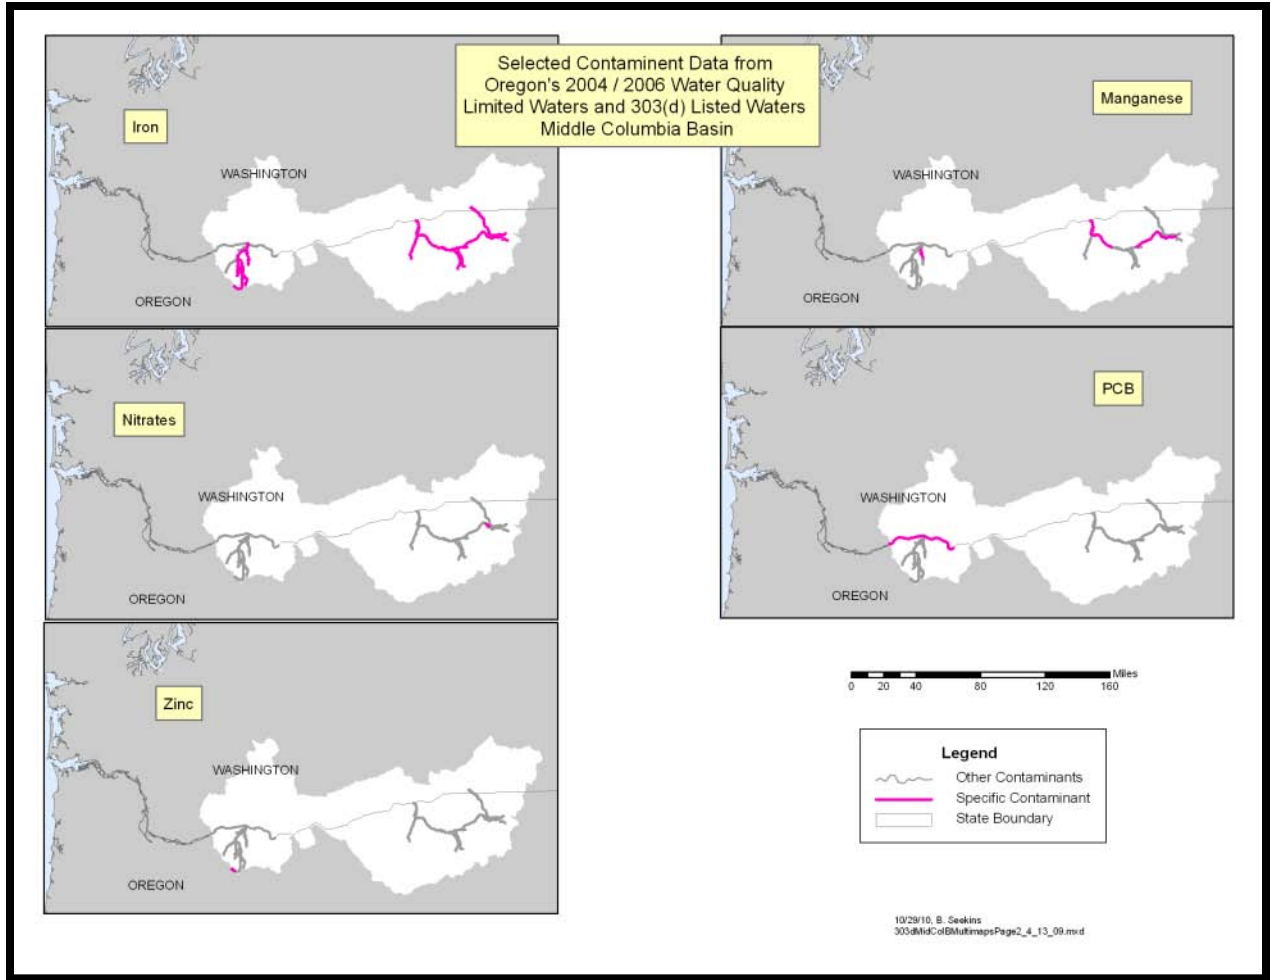 Selected Contaminent Data from
Oregon's 2004 / 2006 Water Quality
Limited Waters and 303(d) Listed Waters
Middle Columbia Basin
Iron
WASHINGTON
OREGON
Manganese
WASHINGTON
OREGON
Nitrates
WASHINGTON
OREGON
PCB
WASHINGTON
OREGON
Zinc
WASHINGTON
OREGON
Miles
0 20 40 80 120 160
Legend
Other Contaminants
Specific Contaminant
State Boundary
10/29/10, B. Seekins
303dMidColBMultimapsPage2_4_13_09.mxd